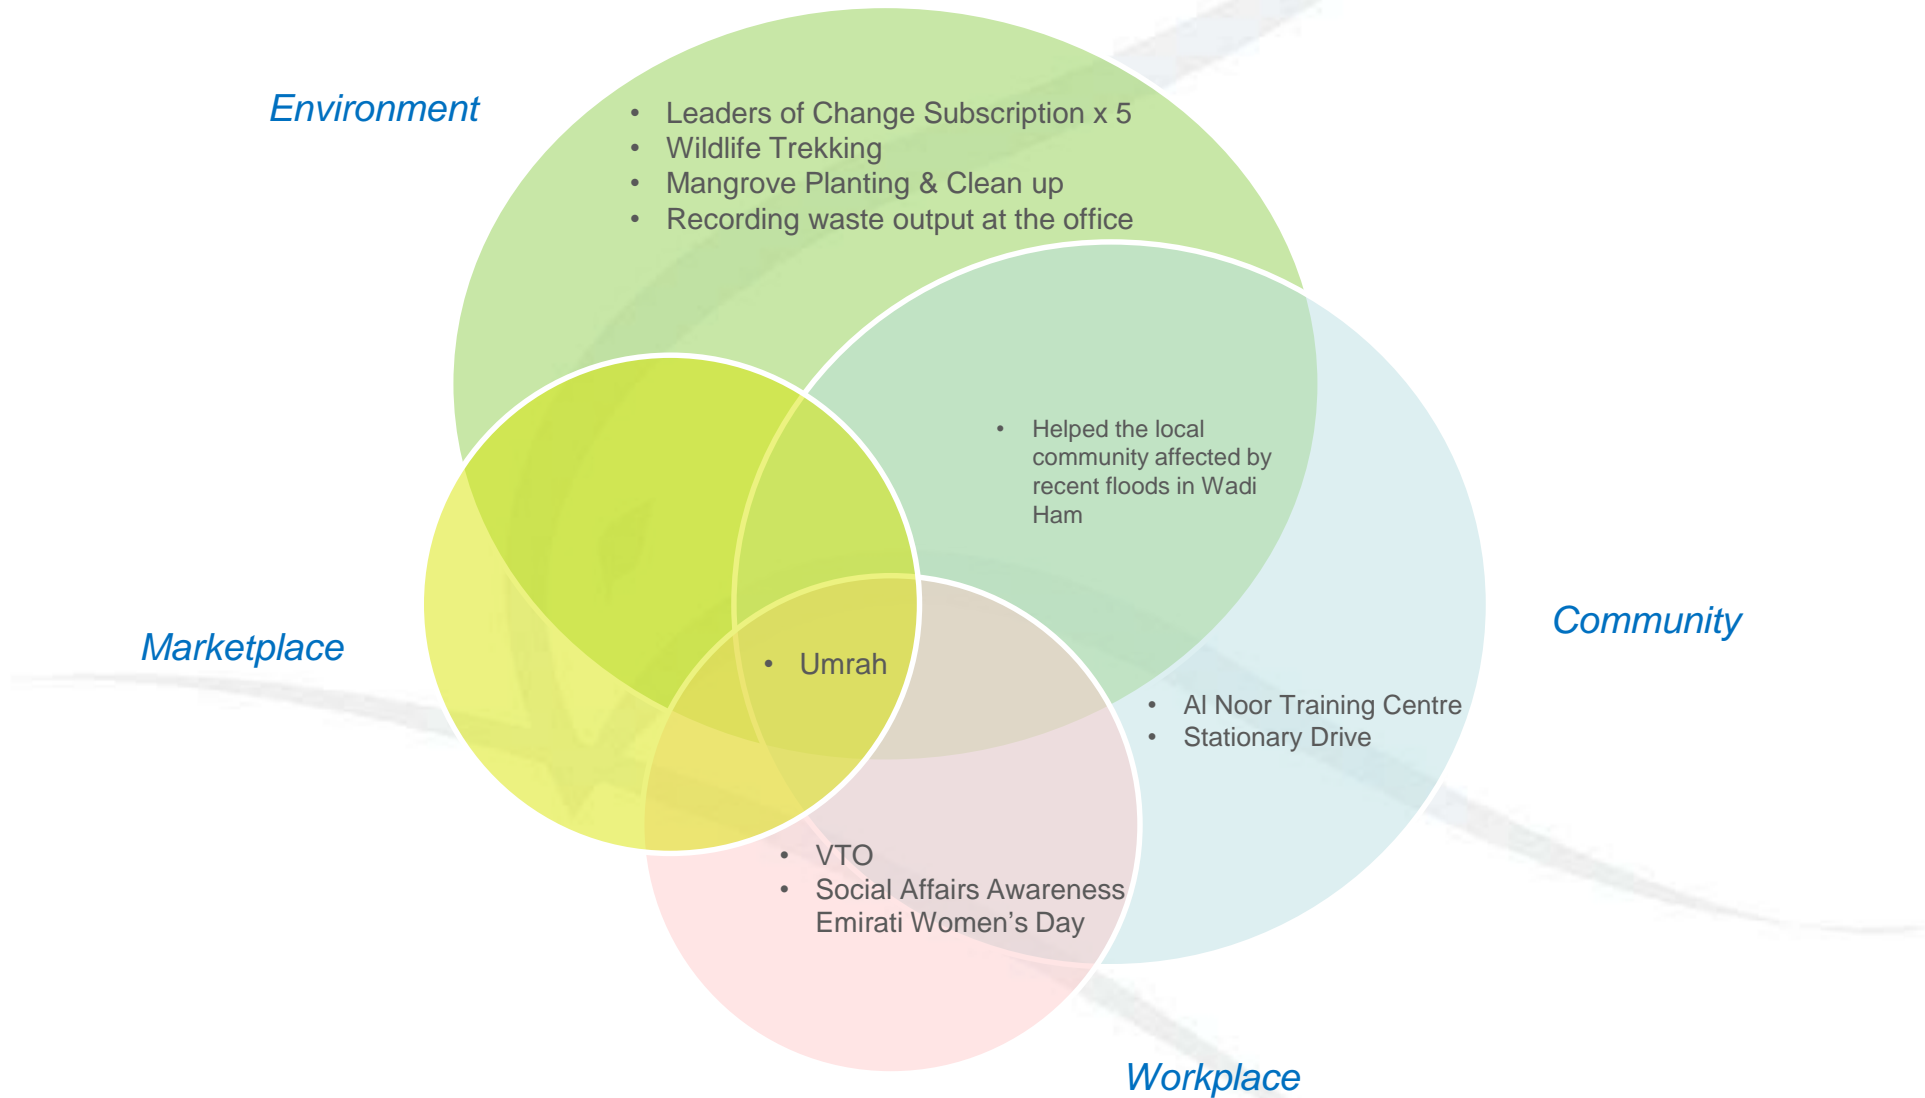 Environment
• Leaders of Change Subscription x 5
• Wildlife Trekking
• Mangrove Planting & Clean up
• Recording waste output at the office
• Helped the local
community affected by
recent floods in Wadi
Ham
Marketplace
Community
• Umrah
• Al Noor Training Centre
• Stationary Drive
• VTO
• Social Affairs Awareness
Emirati Women's Day
Workplace